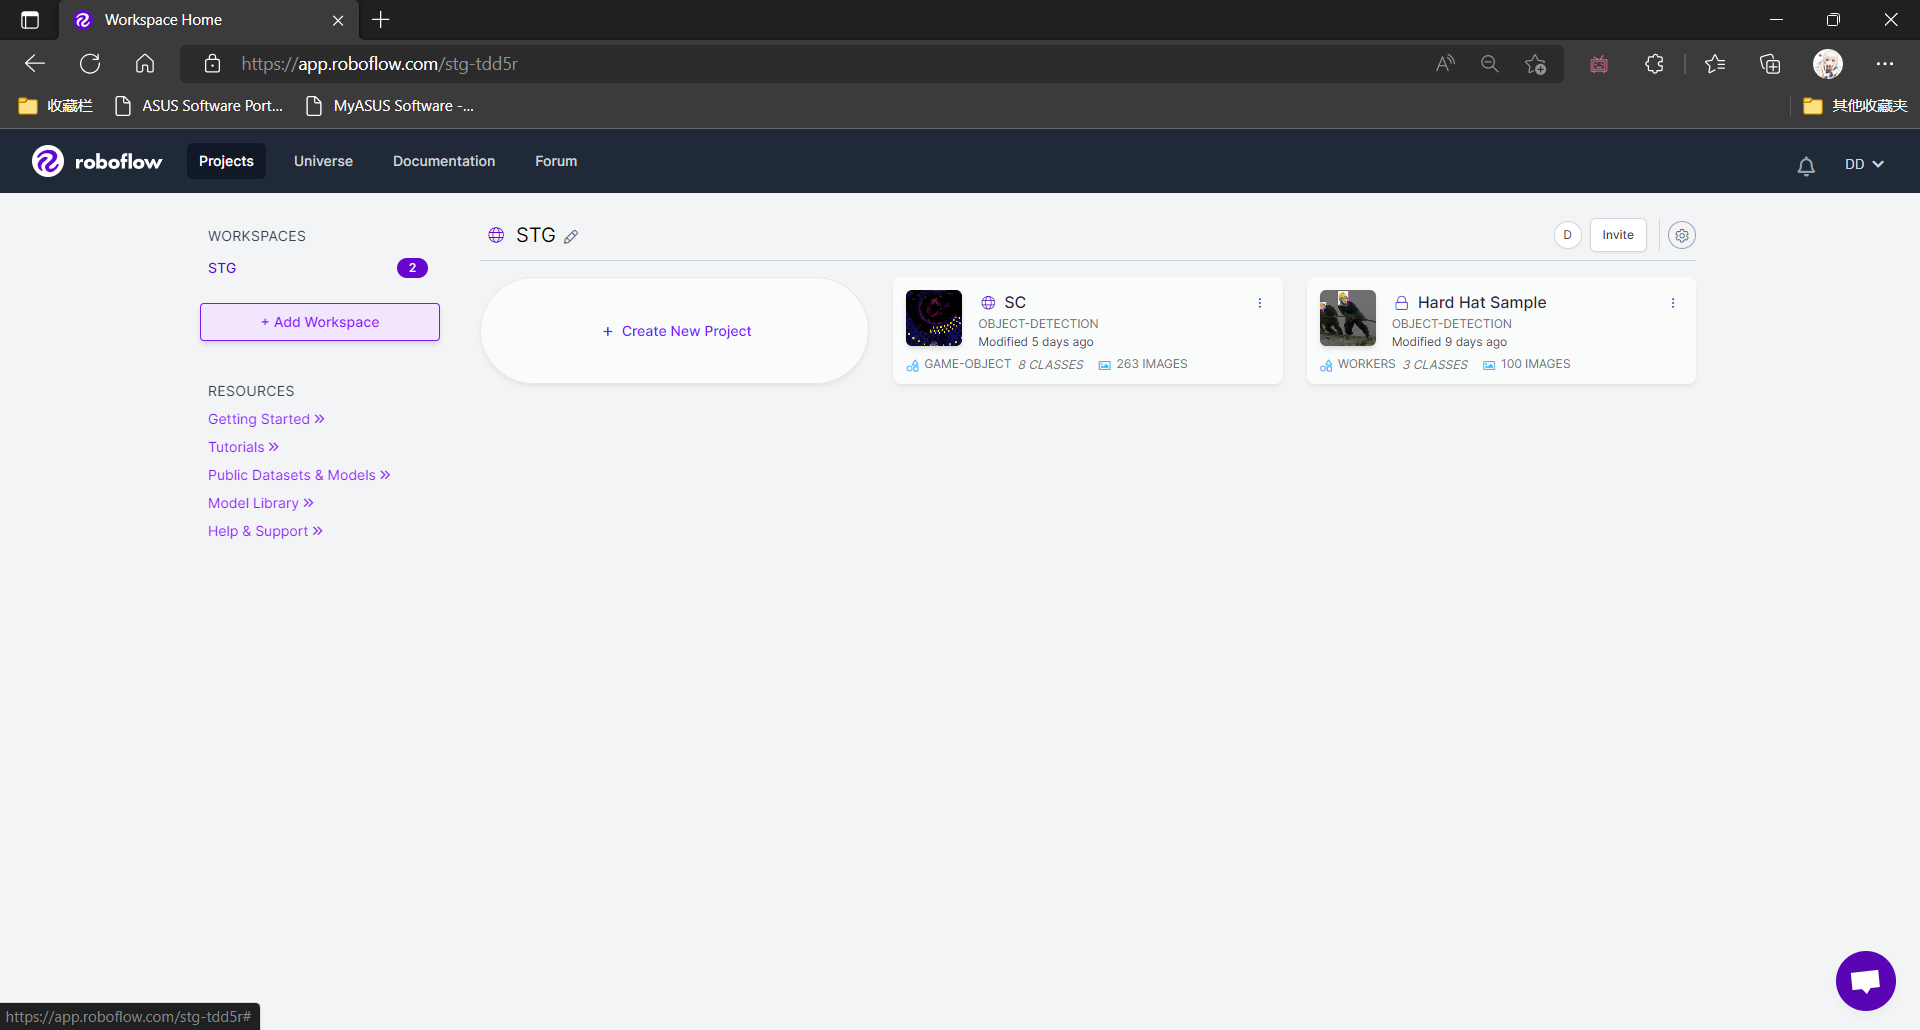 Workspace Home
https://app.roboflow.com/stg-tdd5r
收藏栏 ASUS Software Port... MyASUS Software -... 其他收藏夹
roboflow Projects Universe Documentation Forum DD
WORKSPACES
STG 2
+ Add Workspace
RESOURCES
Getting Started »
Tutorials »
Public Datasets & Models »
Model Library »
Help & Support »
STG D Invite
+ Create New Project
SC
OBJECT-DETECTION
Modified 5 days ago
GAME-OBJECT 8 CLASSES 263 IMAGES
Hard Hat Sample
OBJECT-DETECTION
Modified 9 days ago
WORKERS 3 CLASSES 100 IMAGES
https://app.roboflow.com/stg-tdd5r#